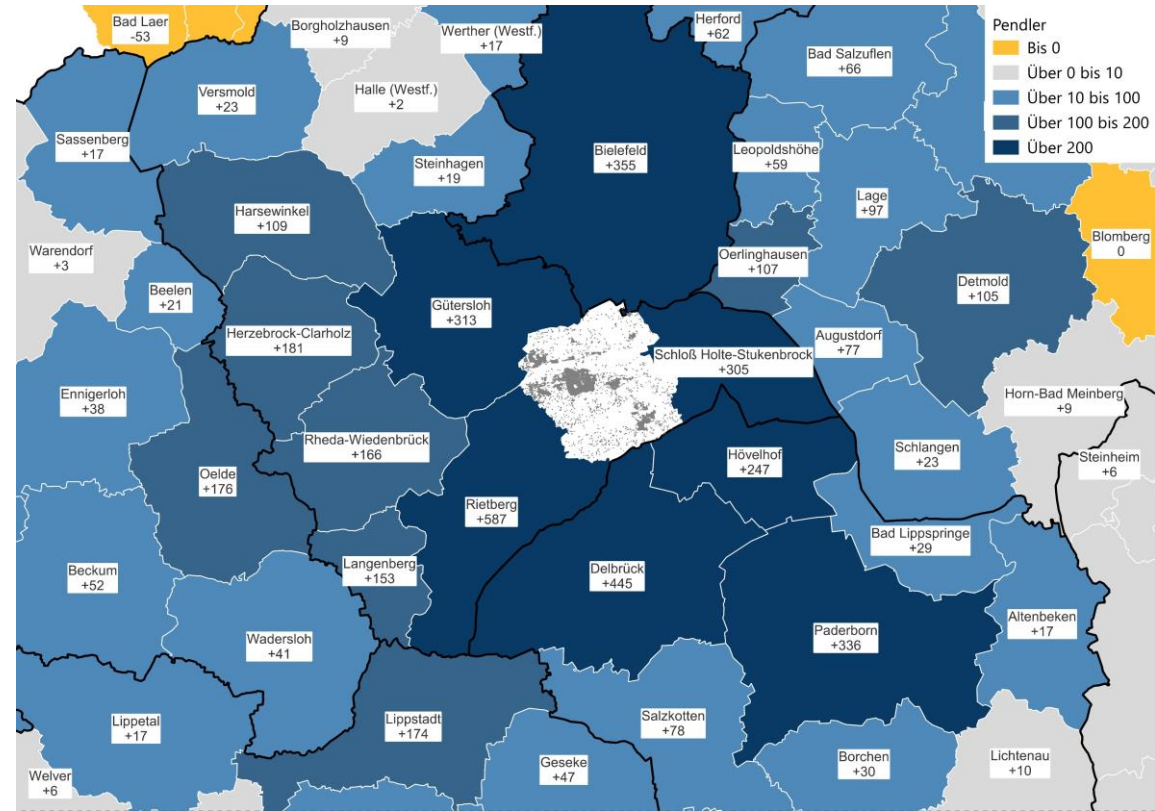 Bad Laer
-53
Borgholzhausen
+9
Werther (Westf.)
+17
Herford
+62
Bad Salzuflen
+66
Pendler
Bis 0
Über 0 bis 10
Über 10 bis 100
Über 100 bis 200
Über 200
Versmold
+23
Halle (Westf.)
+2
Sassenberg
+17
Steinhagen
+19
Bielefeld
+355
Leopoldshöhe
+59
Lage
+97
Harsewinkel
+109
Warendorf
+3
Oerlinghausen
+107
Blomberg
0
Beelen
+21
Gütersloh
+313
Detmold
+105
Herzebrock-Clarholz
+181
Augustdorf
+77
Schloß Holte-Stukenbrock
+305
Ennigerloh
+38
Horn-Bad Meinberg
+9
Rheda-Wiedenbrück
+166
Hövelhof
+247
Schlangen
+23
Steinheim
+6
Oelde
+176
Rietberg
+587
Bad Lippspringe
+29
Beckum
+52
Langenberg
+153
Delbrück
+445
Wadersloh
+41
Paderborn
+336
Altenbeken
+17
Lippetal
+17
Lippstadt
+174
Salzkotten
+78
Geseke
+47
Borchen
+30
Lichtenau
+10
Welver
+6